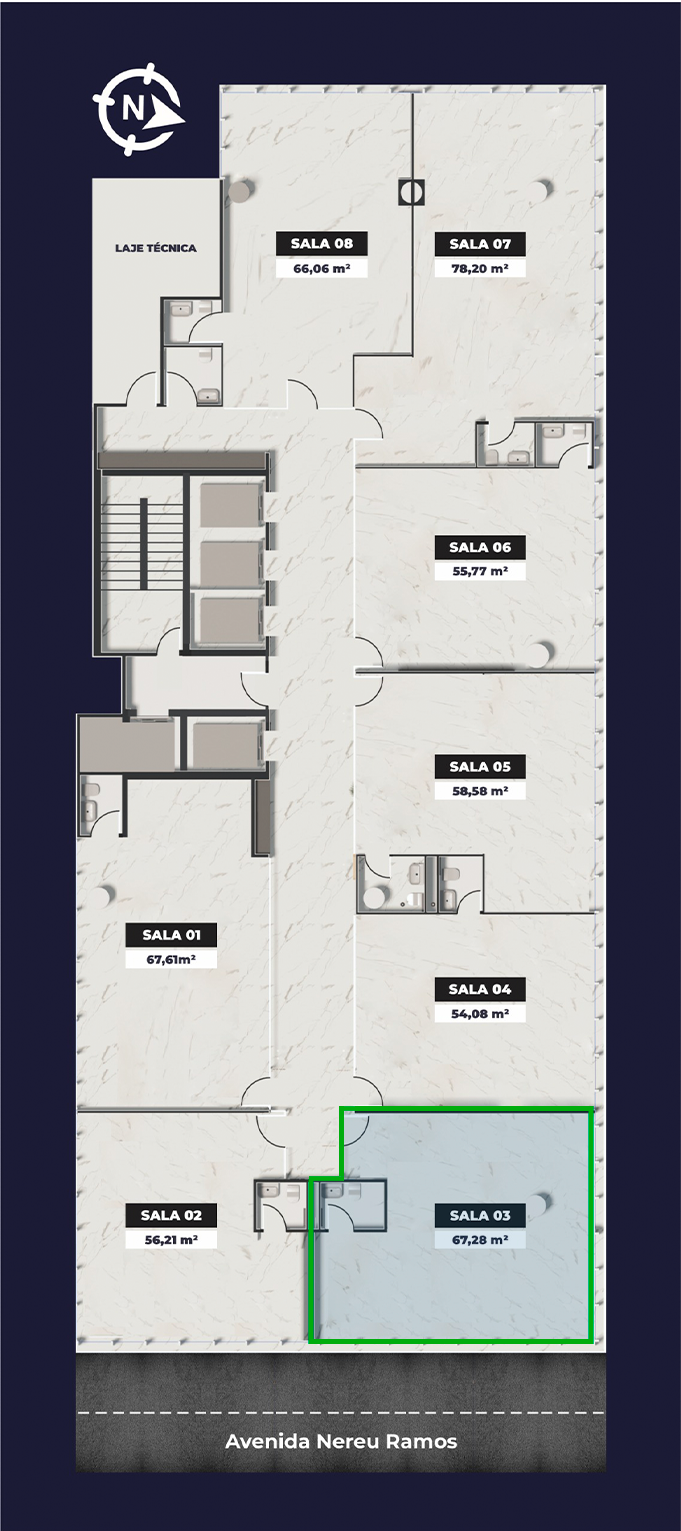 N
LAJE TÉCNICA
SALA 08
66,06 m²
SALA 07
78,20 m²
SALA 06
55,77 m²
SALA 05
58,58 m²
SALA 01
67,61m²
SALA 04
54,08 m²
SALA 02
56,21 m²
SALA 03
67,28 m²
Avenida Nereu Ramos